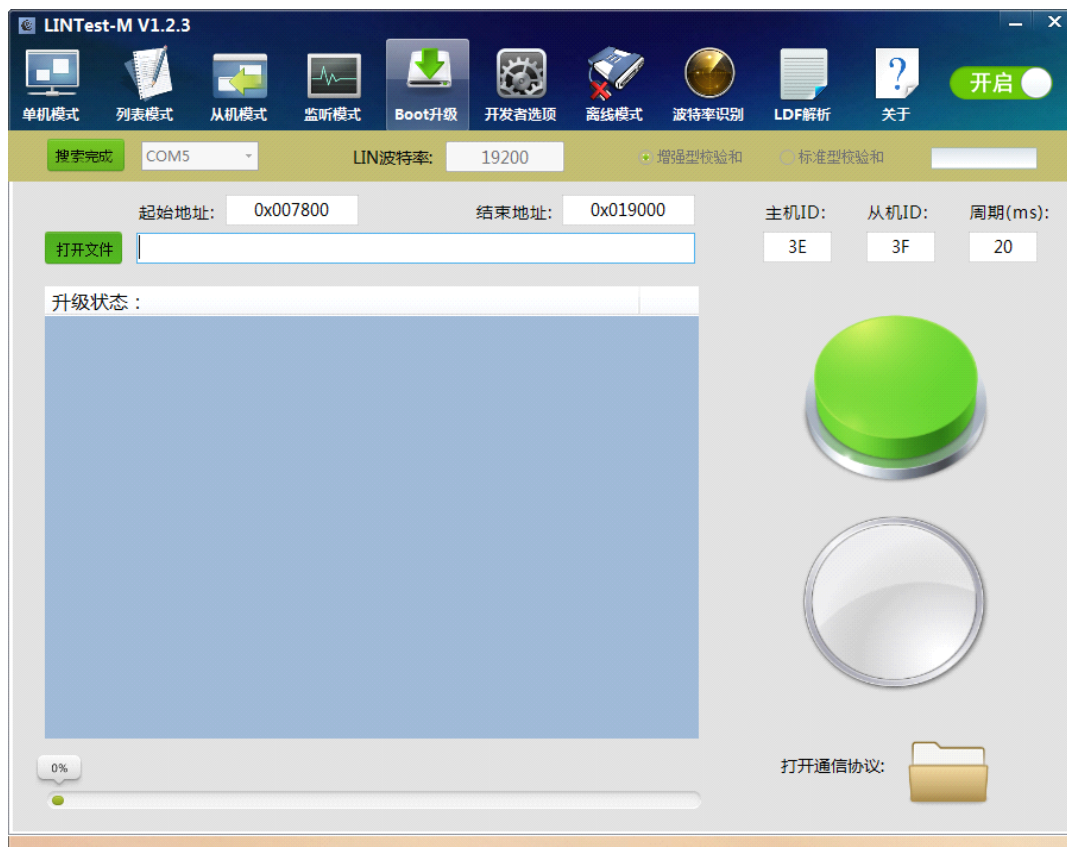 LINTest-M V1.2.3
单机模式 列表模式 从机模式 监听模式 Boot升级 开发者选项 离线模式 波特率识别 LDF解析 关于 开启
搜索完成 COM5 LIN波特率: 19200 增强型校验和 标准型校验和
起始地址: 0x007800 结束地址: 0x019000 主机ID: 从机ID: 周期(ms):
打开文件 3E 3F 20
升级状态：
0%
打开通信协议: